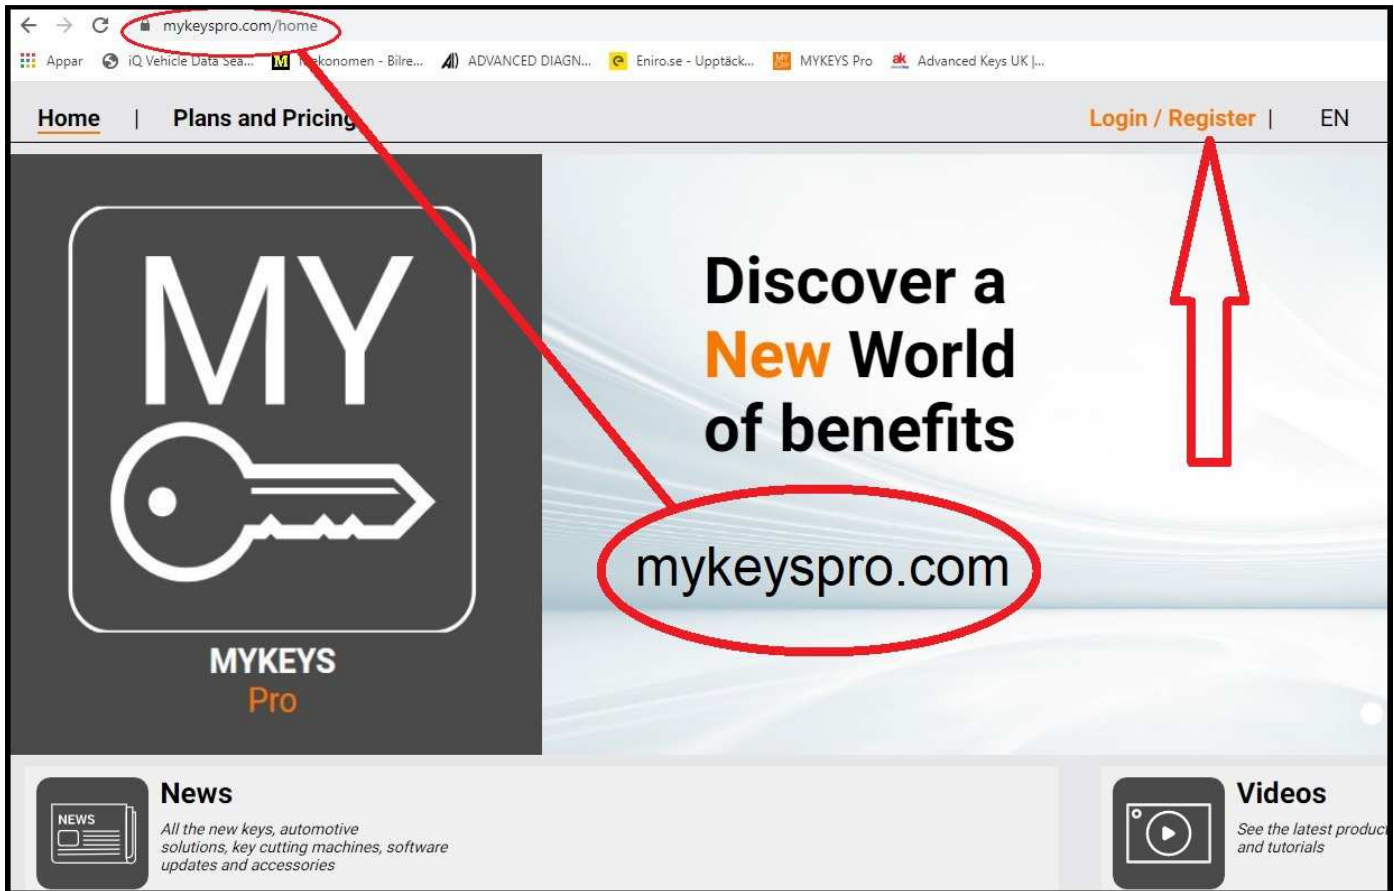 mykeyspro.com/home
Appar iQ Vehicle Data Sea... konomen - Bilre... ADVANCED DIAGN... Eniro.se - Upptäck... MYKEYS Pro ak Advanced Keys UK |...
Home | Plans and Pricing Login / Register | EN
MY
Discover a
New World
of benefits
mykeyspro.com
MYKEYS
Pro
NEWS
News
All the new keys, automotive
solutions, key cutting machines, software
updates and accessories
Videos
See the latest product
and tutorials